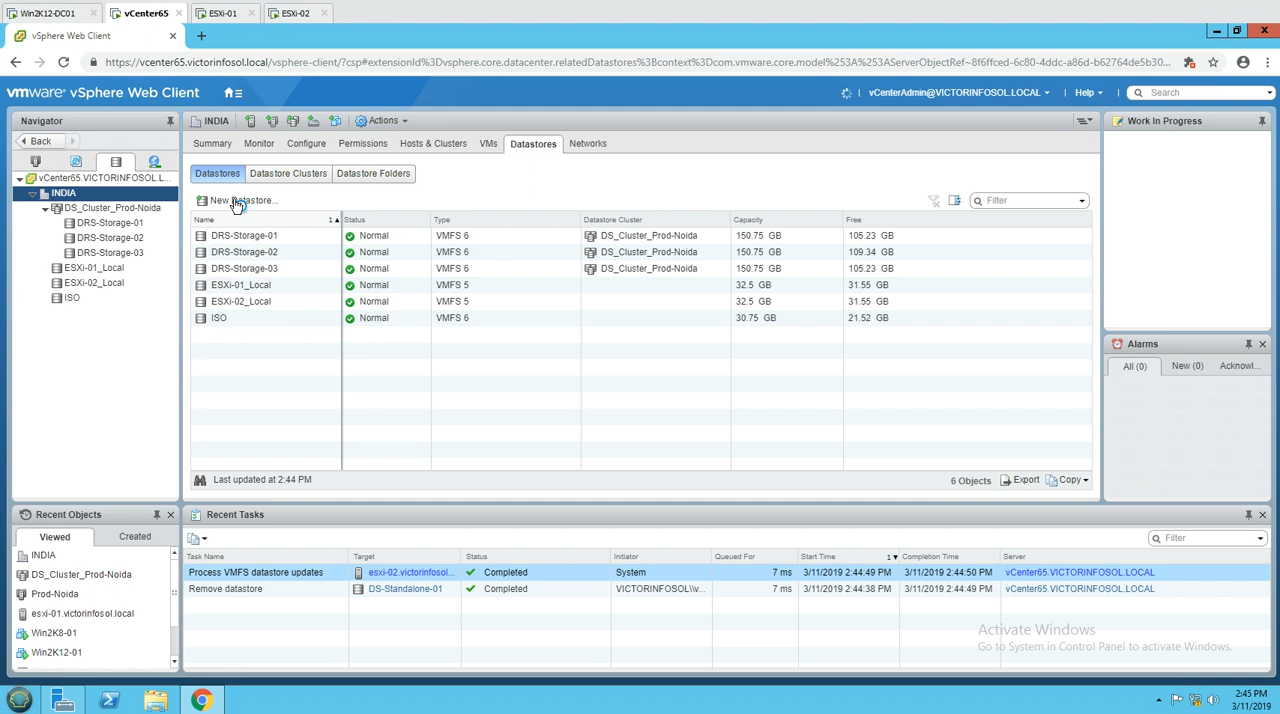 Win2K12-DC01
vCenter65
ESXi-01
ESXi-02
vSphere Web Client
https://vcenter65.victorinfosol.local/vsphere-client/?csp#extensionId%3Dvsphere.core.datacenter.relatedDatastores%3Bcontext%3Dcom.vmware.core.model%253A%253AServerObjectRef~8f6ffced-6c80-4ddc-a86d-b62764de5b30...
vmware® vSphere Web Client
vCenterAdmin@VICTORINFOSOL.LOCAL
Help
Search
Navigator
INDIA
Actions
Work In Progress
Back
Summary Monitor Configure Permissions Hosts & Clusters VMs Datastores Networks
vCenter65.VICTORINFOSOL.L...
INDIA
DS_Cluster_Prod-Noida
DRS-Storage-01
DRS-Storage-02
DRS-Storage-03
ESXi-01_Local
ESXi-02_Local
ISO
Datastores Datastore Clusters Datastore Folders
New Datastore...
Filter
Name 1 Status Type Datastore Cluster Capacity Free
DRS-Storage-01 Normal VMFS 6 DS_Cluster_Prod-Noida 150.75 GB 105.23 GB
DRS-Storage-02 Normal VMFS 6 DS_Cluster_Prod-Noida 150.75 GB 109.34 GB
DRS-Storage-03 Normal VMFS 6 DS_Cluster_Prod-Noida 150.75 GB 105.23 GB
ESXi-01_Local Normal VMFS 5 32.5 GB 31.55 GB
ESXi-02_Local Normal VMFS 5 32.5 GB 31.55 GB
ISO Normal VMFS 6 30.75 GB 21.52 GB
Last updated at 2:44 PM
6 Objects Export Copy
Alarms
All (0) New (0) Acknowl...
Recent Objects
Viewed Created
INDIA
DS_Cluster_Prod-Noida
Prod-Noida
esxi-01.victorinfosol.local
Win2K8-01
Win2K12-01
Recent Tasks
Filter
Task Name Target Status Initiator Queued For Start Time 1 Completion Time Server
Process VMFS datastore updates esxi-02.victorinfosol... Completed System 7 ms 3/11/2019 2:44:49 PM 3/11/2019 2:44:50 PM vCenter65.VICTORINFOSOL.LOCAL
Remove datastore DS-Standalone-01 Completed VICTORINFOSOL\\v... 7 ms 3/11/2019 2:44:38 PM 3/11/2019 2:44:49 PM vCenter65.VICTORINFOSOL.LOCAL
Activate Windows
Go to System in Control Panel to activate Windows.
2:45 PM
3/11/2019